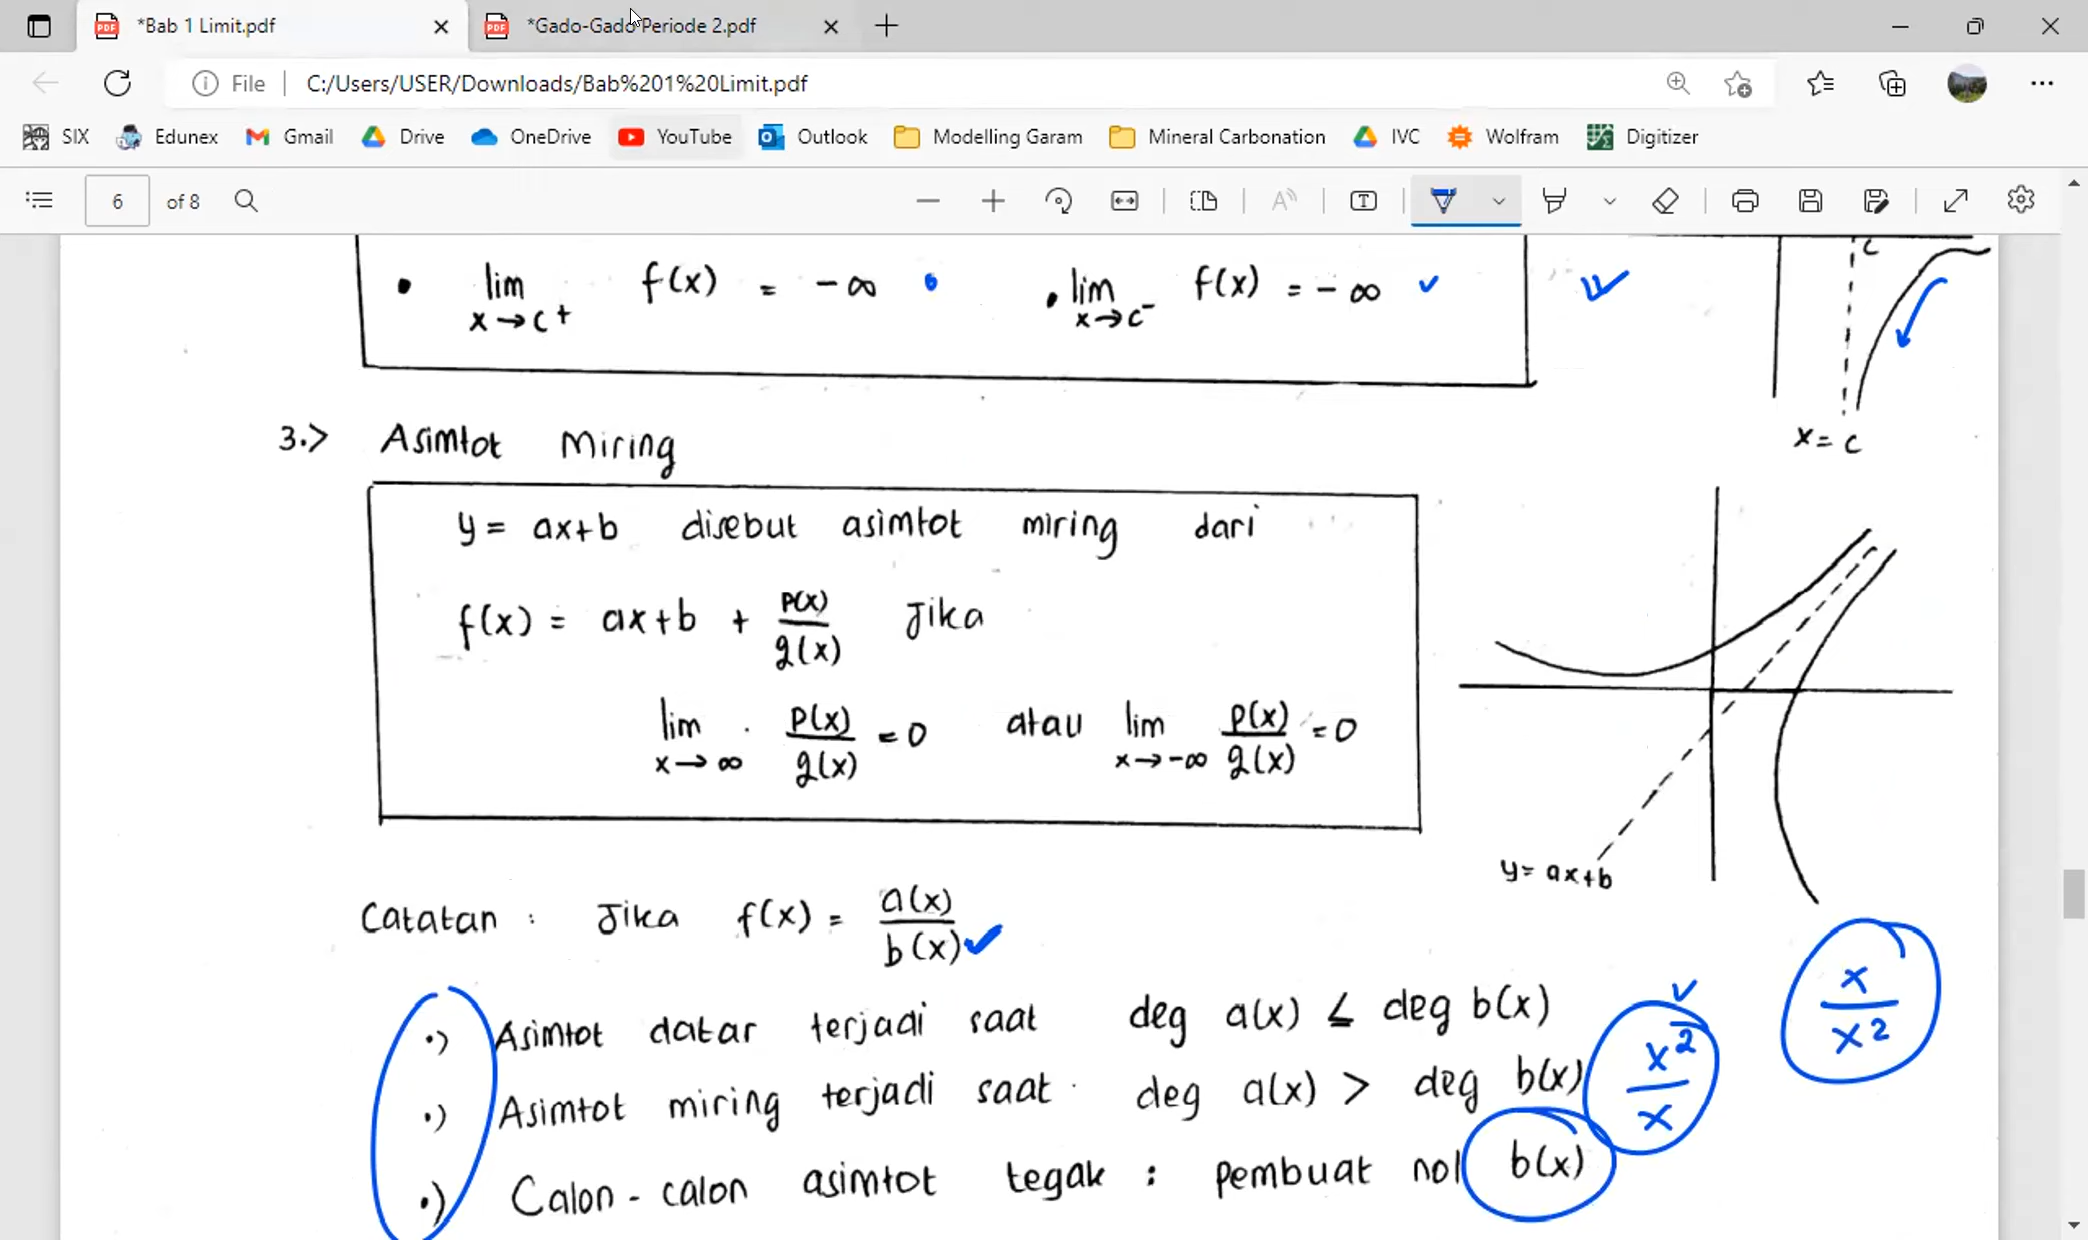 *Bab 1 Limit.pdf
*Gado-Gado Periode 2.pdf
File | C:/Users/USER/Downloads/Bab%201%20Limit.pdf
SIX Edunex Gmail Drive OneDrive YouTube Outlook Modelling Garam Mineral Carbonation IVC Wolfram Digitizer
6 of 8
• lim x→c+ f(x) = -∞ • lim x→c- f(x) = -∞
c
x = c
3.> Asimtot Miring
y = ax+b disebut asimtot miring dari
f(x) = ax+b + p(x)/q(x) Jika
lim x→∞ p(x)/q(x) = 0 atau lim x→-∞ p(x)/q(x) = 0
y = ax+b
Catatan : Jika f(x) = a(x)/b(x)
•) Asimtot datar terjadi saat deg a(x) ≤ deg b(x) x/x²
•) Asimtot miring terjadi saat deg a(x) > deg b(x) x²/x
•) Calon-calon asimtot tegak : pembuat nol b(x)